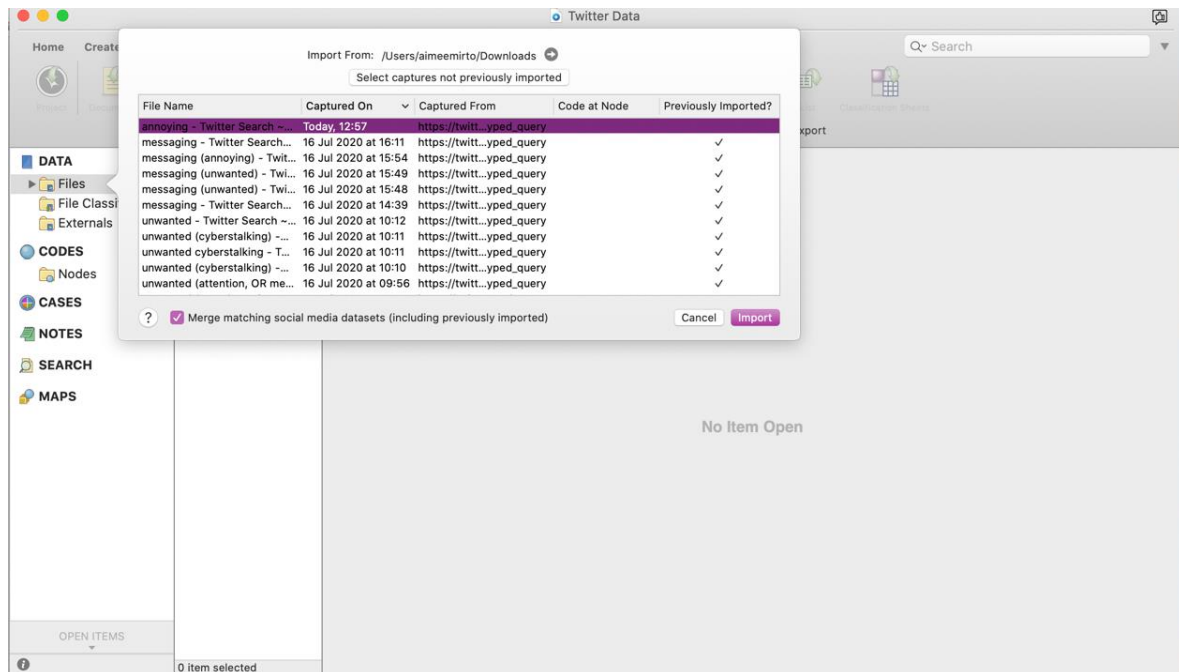 Twitter Data
Home Create
Search
Import From: /Users/aimeemirto/Downloads
Select captures not previously imported
File Name Captured On Captured From Code at Node Previously Imported?
annoying - Twitter Search ~... Today, 12:57 https://twitt...yped_query
messaging - Twitter Search... 16 Jul 2020 at 16:11 https://twitt...yped_query ✓
messaging (annoying) - Twit... 16 Jul 2020 at 15:54 https://twitt...yped_query ✓
messaging (unwanted) - Twi... 16 Jul 2020 at 15:49 https://twitt...yped_query ✓
messaging (unwanted) - Twi... 16 Jul 2020 at 15:48 https://twitt...yped_query ✓
messaging - Twitter Search... 16 Jul 2020 at 14:39 https://twitt...yped_query ✓
unwanted - Twitter Search ~... 16 Jul 2020 at 10:12 https://twitt...yped_query ✓
unwanted (cyberstalking) -... 16 Jul 2020 at 10:11 https://twitt...yped_query ✓
unwanted cyberstalking - T... 16 Jul 2020 at 10:11 https://twitt...yped_query ✓
unwanted (cyberstalking) -... 16 Jul 2020 at 10:10 https://twitt...yped_query ✓
unwanted (attention, OR me... 16 Jul 2020 at 09:56 https://twitt...yped_query ✓
? Merge matching social media datasets (including previously imported) Cancel Import
Project
Classification Sheets
xport
DATA
Files
File Classi
Externals
CODES
Nodes
CASES
NOTES
SEARCH
MAPS
No Item Open
OPEN ITEMS
0 item selected